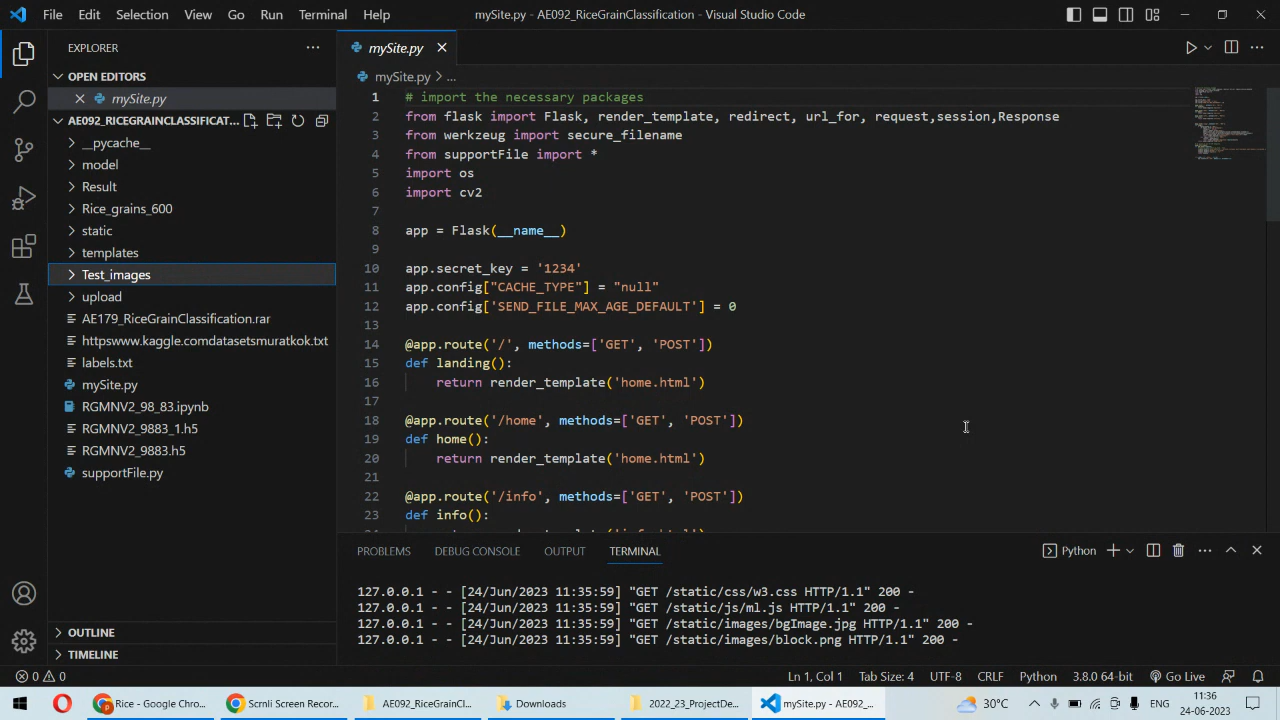 File Edit Selection View Go Run Terminal Help
mySite.py - AE092_RiceGrainClassification - Visual Studio Code
EXPLORER
OPEN EDITORS
mySite.py
AE092_RICEGRAINCLASSIFICAT...
__pycache__
model
Result
Rice_grains_600
static
templates
Test_images
upload
AE179_RiceGrainClassification.rar
httpswww.kaggle.comdatasetsmuratkok.txt
labels.txt
mySite.py
RGMNV2_98_83.ipynb
RGMNV2_9883_1.h5
RGMNV2_9883.h5
supportFile.py
OUTLINE
TIMELINE
mySite.py
mySite.py > ...
1 # import the necessary packages
2 from flask import Flask, render_template, redirect, url_for, request,session,Response
3 from werkzeug import secure_filename
4 from supportFile import *
5 import os
6 import cv2
7
8 app = Flask(__name__)
9
10 app.secret_key = '1234'
11 app.config["CACHE_TYPE"] = "null"
12 app.config['SEND_FILE_MAX_AGE_DEFAULT'] = 0
13
14 @app.route('/', methods=['GET', 'POST'])
15 def landing():
16 return render_template('home.html')
17
18 @app.route('/home', methods=['GET', 'POST'])
19 def home():
20 return render_template('home.html')
21
22 @app.route('/info', methods=['GET', 'POST'])
23 def info():
PROBLEMS DEBUG CONSOLE OUTPUT TERMINAL
Python
127.0.0.1 - - [24/Jun/2023 11:35:59] "GET /static/css/w3.css HTTP/1.1" 200 -
127.0.0.1 - - [24/Jun/2023 11:35:59] "GET /static/js/ml.js HTTP/1.1" 200 -
127.0.0.1 - - [24/Jun/2023 11:35:59] "GET /static/images/bgImage.jpg HTTP/1.1" 200 -
127.0.0.1 - - [24/Jun/2023 11:35:59] "GET /static/images/block.png HTTP/1.1" 200 -
0 0 Ln 1, Col 1 Tab Size: 4 UTF-8 CRLF Python 3.8.0 64-bit Go Live
Rice - Google Chro... Scrnli Screen Recor... AE092_RiceGrainCl... Downloads 2022_23_ProjectDe... mySite.py - AE092_... 30°C
11:36
24-06-2023